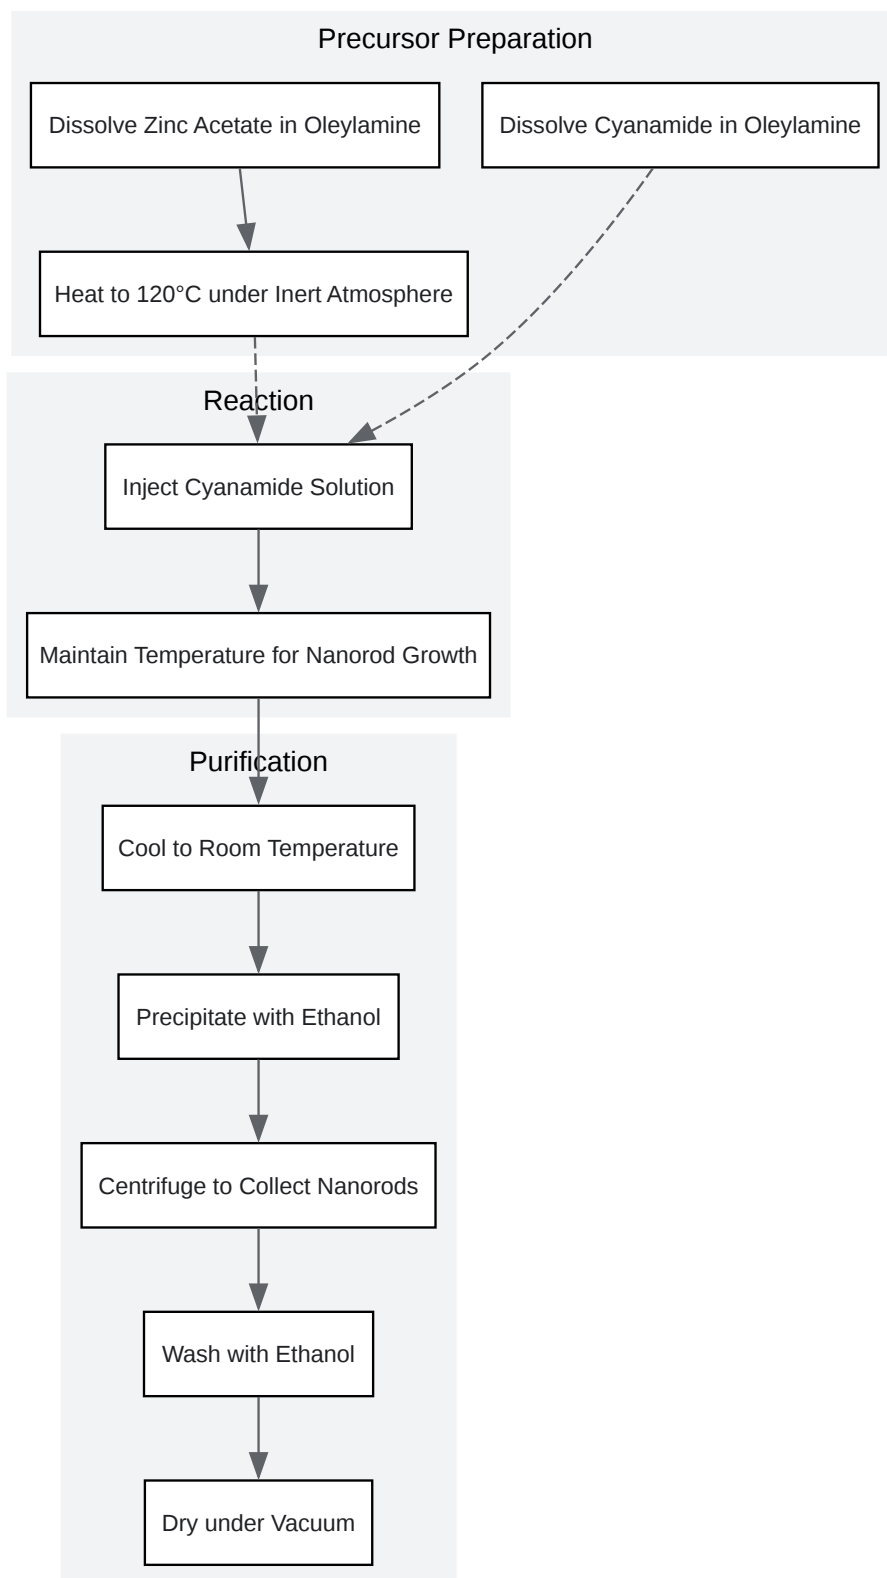 Precursor Preparation
Dissolve Zinc Acetate in Oleylamine
Dissolve Cyanamide in Oleylamine
Heat to 120°C under Inert Atmosphere
Reaction
Inject Cyanamide Solution
Maintain Temperature for Nanorod Growth
Purification
Cool to Room Temperature
Precipitate with Ethanol
Centrifuge to Collect Nanorods
Wash with Ethanol
Dry under Vacuum